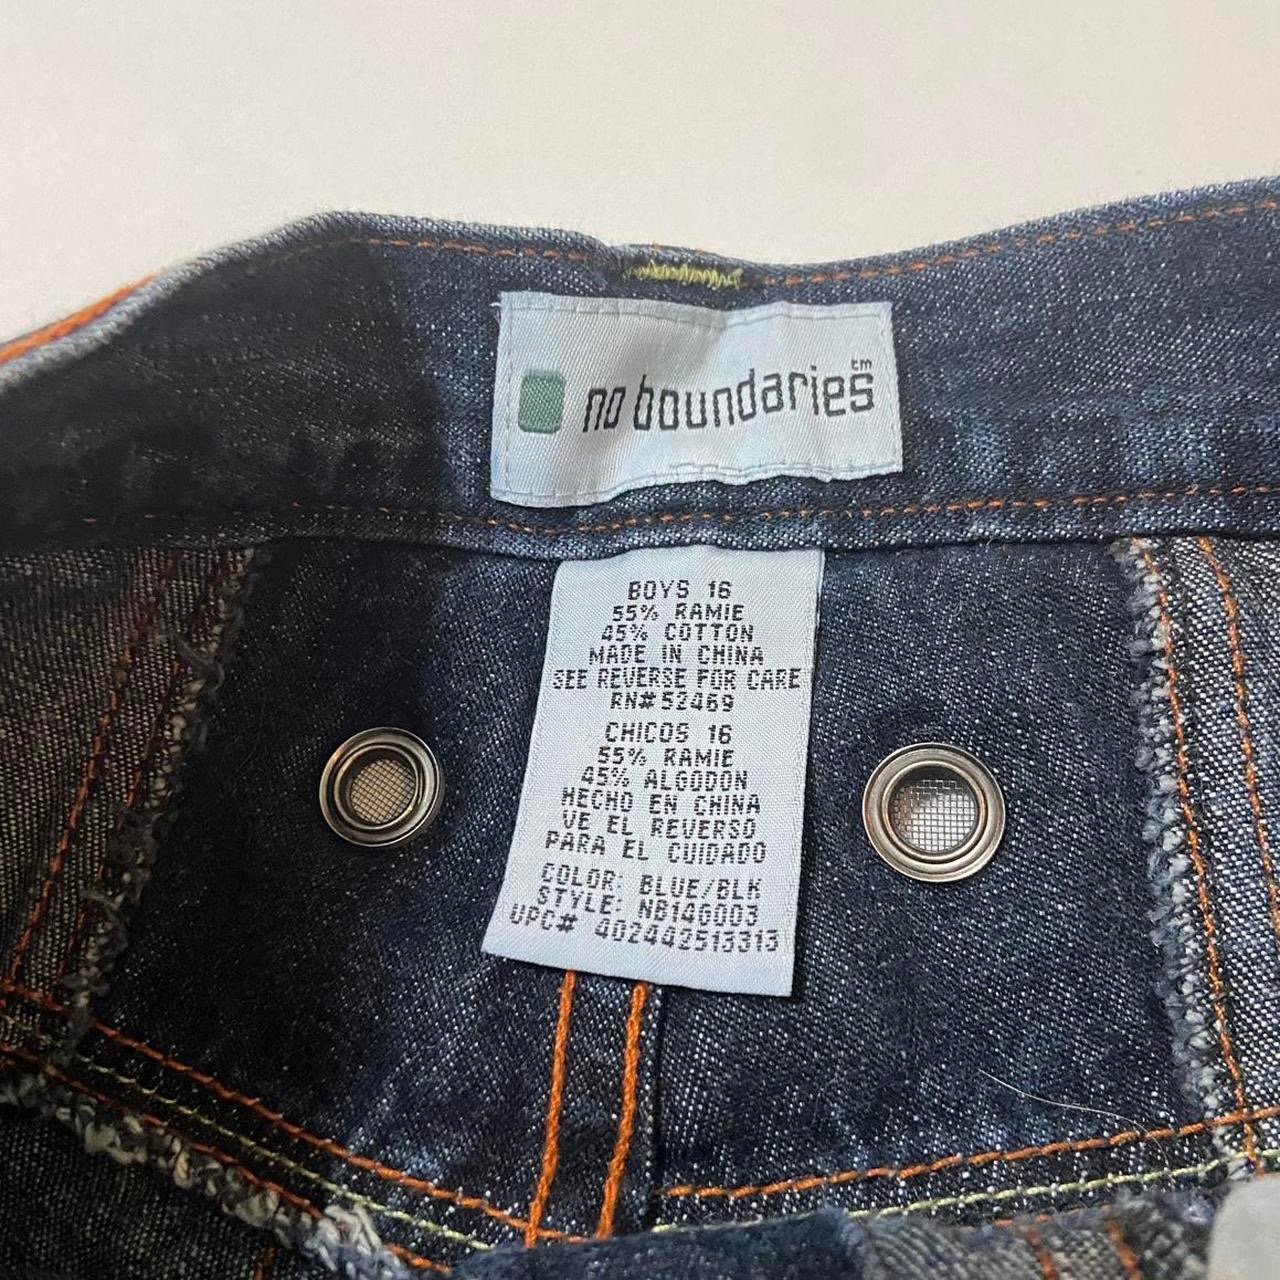 no boundaries tm
BOYS 16
55% RAMIE
45% COTTON
MADE IN CHINA
SEE REVERSE FOR CARE
RN#52469
CHICOS 16
55% RAMIE
45% ALGODON
HECHO EN CHINA
VE EL REVERSO
PARA EL CUIDADO
COLOR: BLUE/BLK
STYLE: NB146003
UPC# 402442513313